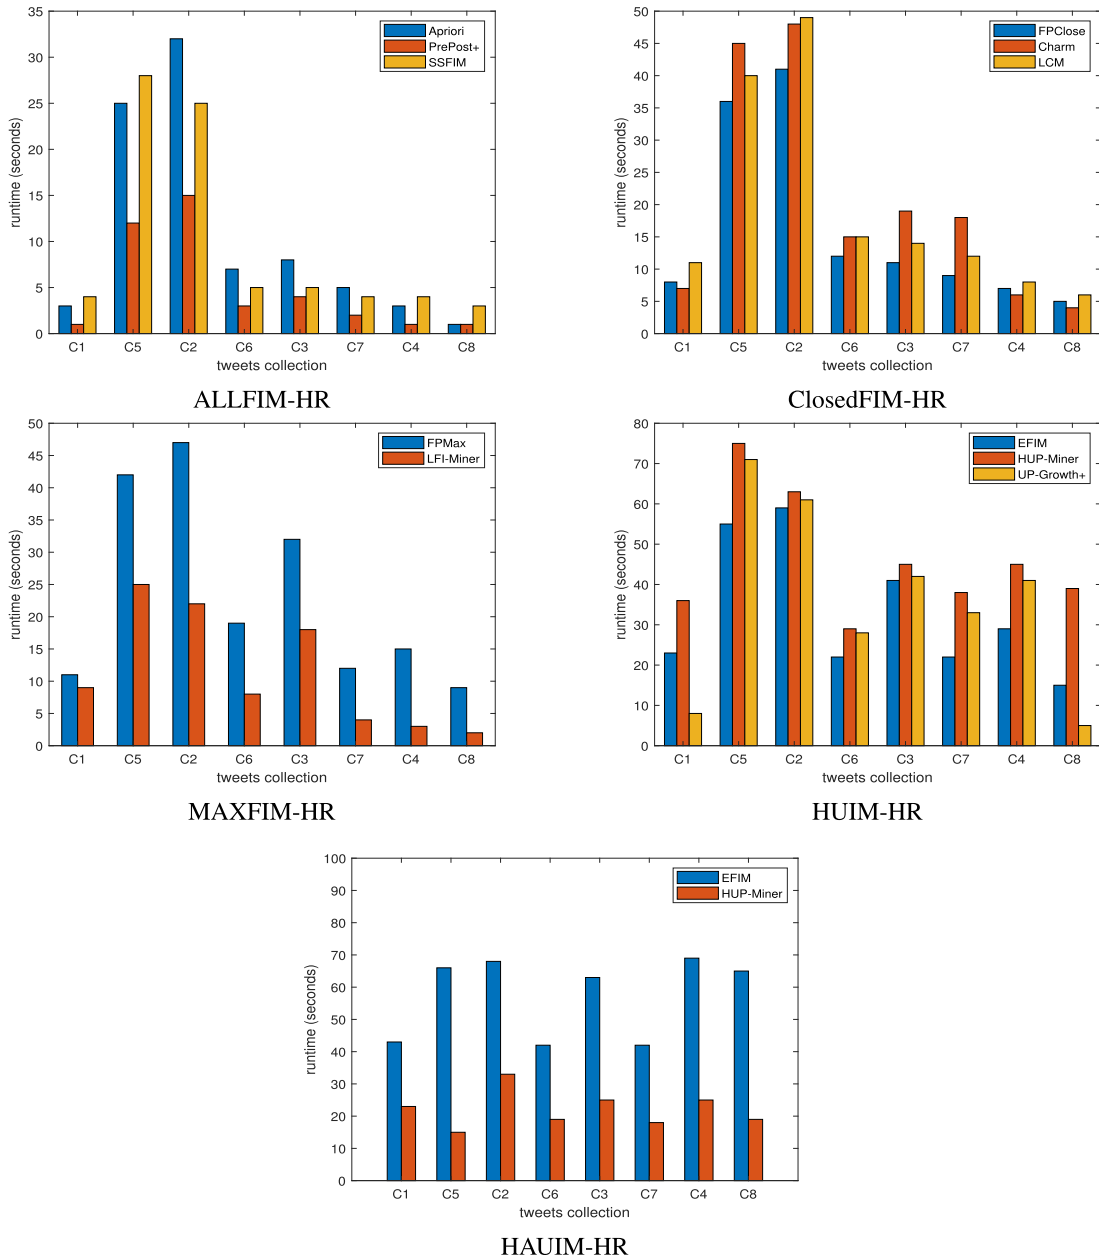 35
30
25
20
15
10
5
0
runtime (seconds)
Apriori
PrePost+
SSFIM
C1 C5 C2 C6 C3 C7 C4 C8
tweets collection
ALLFIM-HR
50
45
40
35
30
25
20
15
10
5
0
runtime (seconds)
FPClose
Charm
LCM
C1 C5 C2 C6 C3 C7 C4 C8
tweets collection
ClosedFIM-HR
50
45
40
35
30
25
20
15
10
5
0
runtime (seconds)
FPMax
LFI-Miner
C1 C5 C2 C6 C3 C7 C4 C8
tweets collection
MAXFIM-HR
80
70
60
50
40
30
20
10
0
runtime (seconds)
EFIM
HUP-Miner
UP-Growth+
C1 C5 C2 C6 C3 C7 C4 C8
tweets collection
HUIM-HR
100
90
80
70
60
50
40
30
20
10
0
runtime (seconds)
EFIM
HUP-Miner
C1 C5 C2 C6 C3 C7 C4 C8
tweets collection
HAUIM-HR